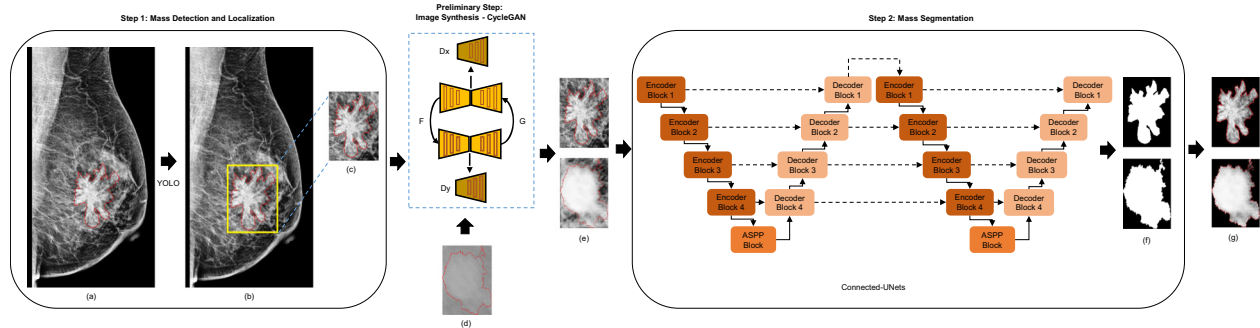 Step 1: Mass Detection and Localization
YOLO
(a)
(b)
(c)
Preliminary Step:
Image Synthesis - CycleGAN
Dx
F
G
Dy
(d)
(e)
Step 2: Mass Segmentation
Encoder
Block 1
Decoder
Block 1
Encoder
Block 1
Decoder
Block 1
Encoder
Block 2
Decoder
Block 2
Encoder
Block 2
Decoder
Block 2
Encoder
Block 3
Decoder
Block 3
Encoder
Block 3
Decoder
Block 3
Encoder
Block 4
Decoder
Block 4
Encoder
Block 4
Decoder
Block 4
ASPP
Block
ASPP
Block
Connected-UNets
(f)
(g)